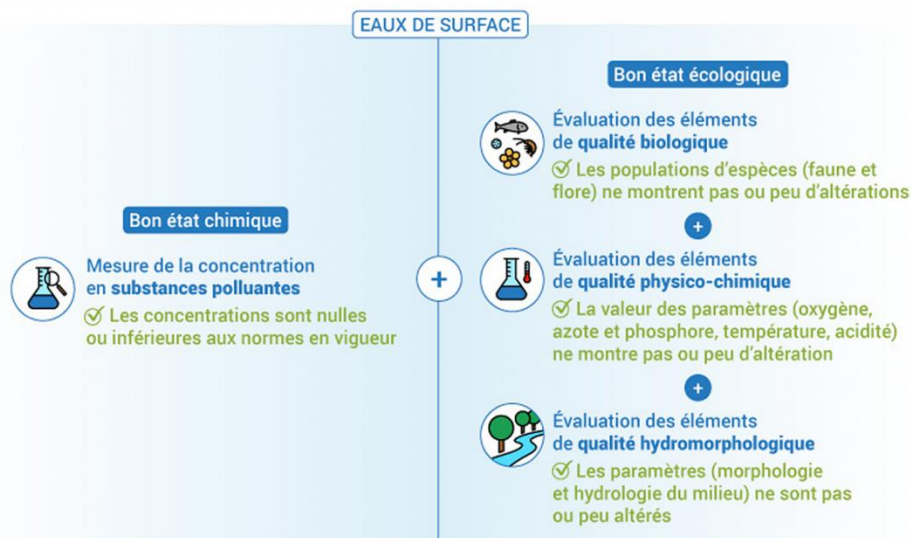 EAUX DE SURFACE
Bon état chimique
Mesure de la concentration
en substances polluantes
Les concentrations sont nulles
ou inférieures aux normes en vigueur
+
Bon état écologique
Évaluation des éléments
de qualité biologique
Les populations d'espèces (faune et
flore) ne montrent pas ou peu d'altérations
+
Évaluation des éléments
de qualité physico-chimique
La valeur des paramètres (oxygène,
azote et phosphore, température, acidité)
ne montre pas ou peu d'altération
+
Évaluation des éléments
de qualité hydromorphologique
Les paramètres (morphologie
et hydrologie du milieu) ne sont pas
ou peu altérés